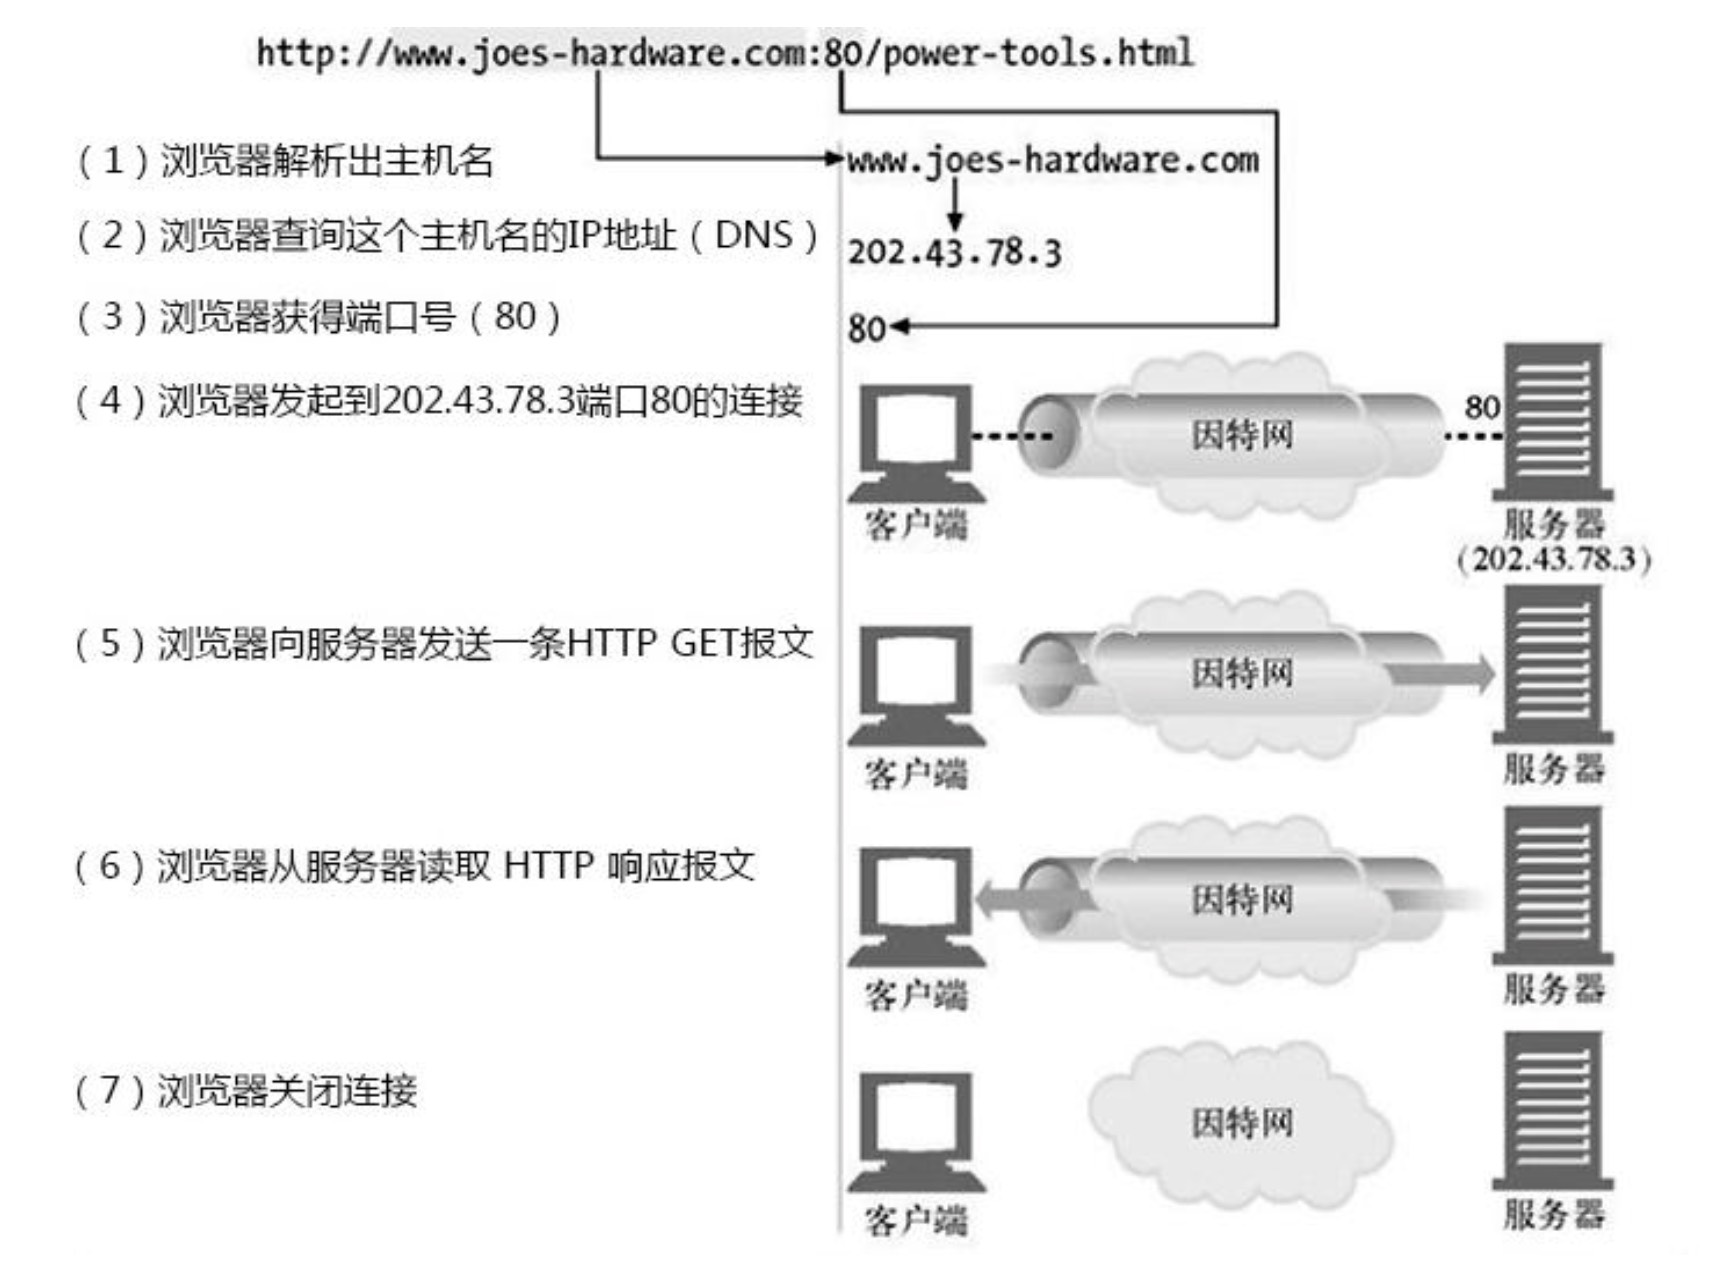 http://www.joes-hardware.com:80/power-tools.html
（1）浏览器解析出主机名
www.joes-hardware.com
（2）浏览器查询这个主机名的IP地址（DNS）
202.43.78.3
（3）浏览器获得端口号（80）
80
（4）浏览器发起到202.43.78.3端口80的连接
因特网
80
客户端
服务器
(202.43.78.3)
（5）浏览器向服务器发送一条HTTP GET报文
因特网
客户端
服务器
（6）浏览器从服务器读取 HTTP 响应报文
因特网
客户端
服务器
（7）浏览器关闭连接
因特网
客户端
服务器